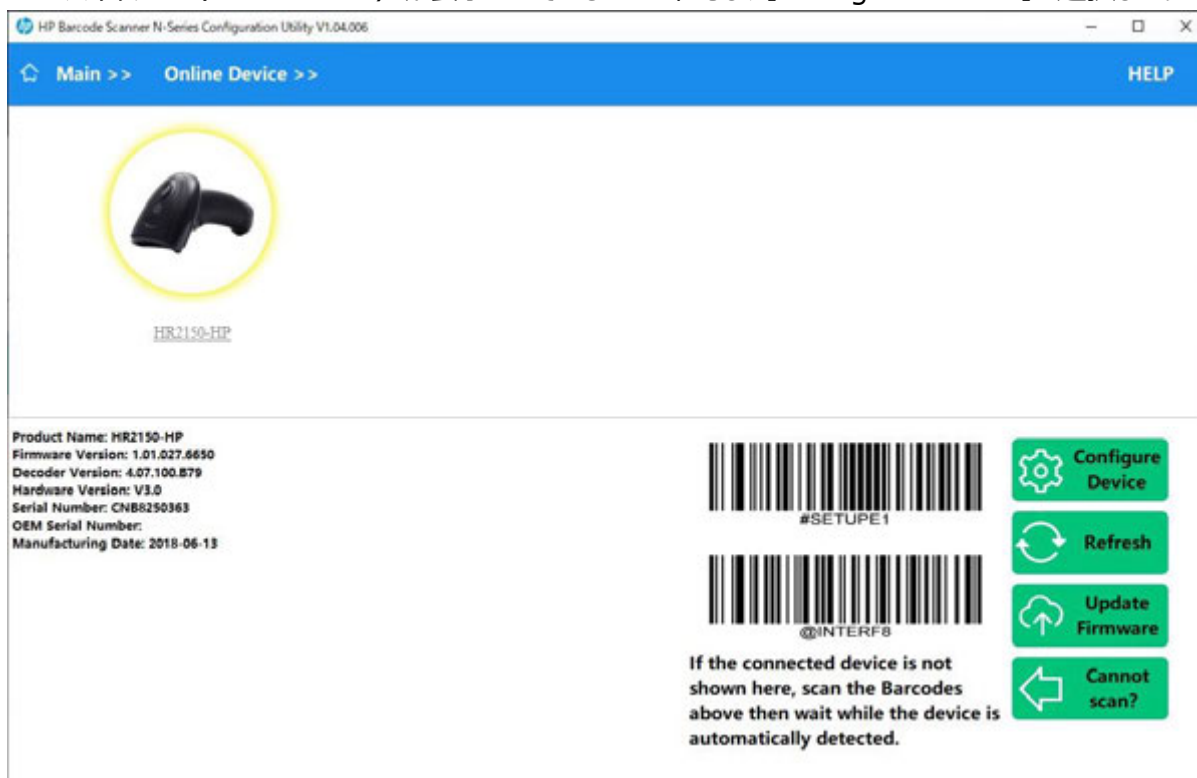 HP Barcode Scanner N-Series Configuration Utility V1.04.006
Main >> Online Device >>
HELP
HR2150-HP
Product Name: HR2150-HP
Firmware Version: 1.01.027.6650
Decoder Version: 4.07.100.B79
Hardware Version: V3.0
Serial Number: CNB8250363
OEM Serial Number:
Manufacturing Date: 2018-06-13
#SETUPE1
@INTERF8
If the connected device is not
shown here, scan the Barcodes
above then wait while the device is
automatically detected.
Configure
Device
Refresh
Update
Firmware
Cannot
scan?